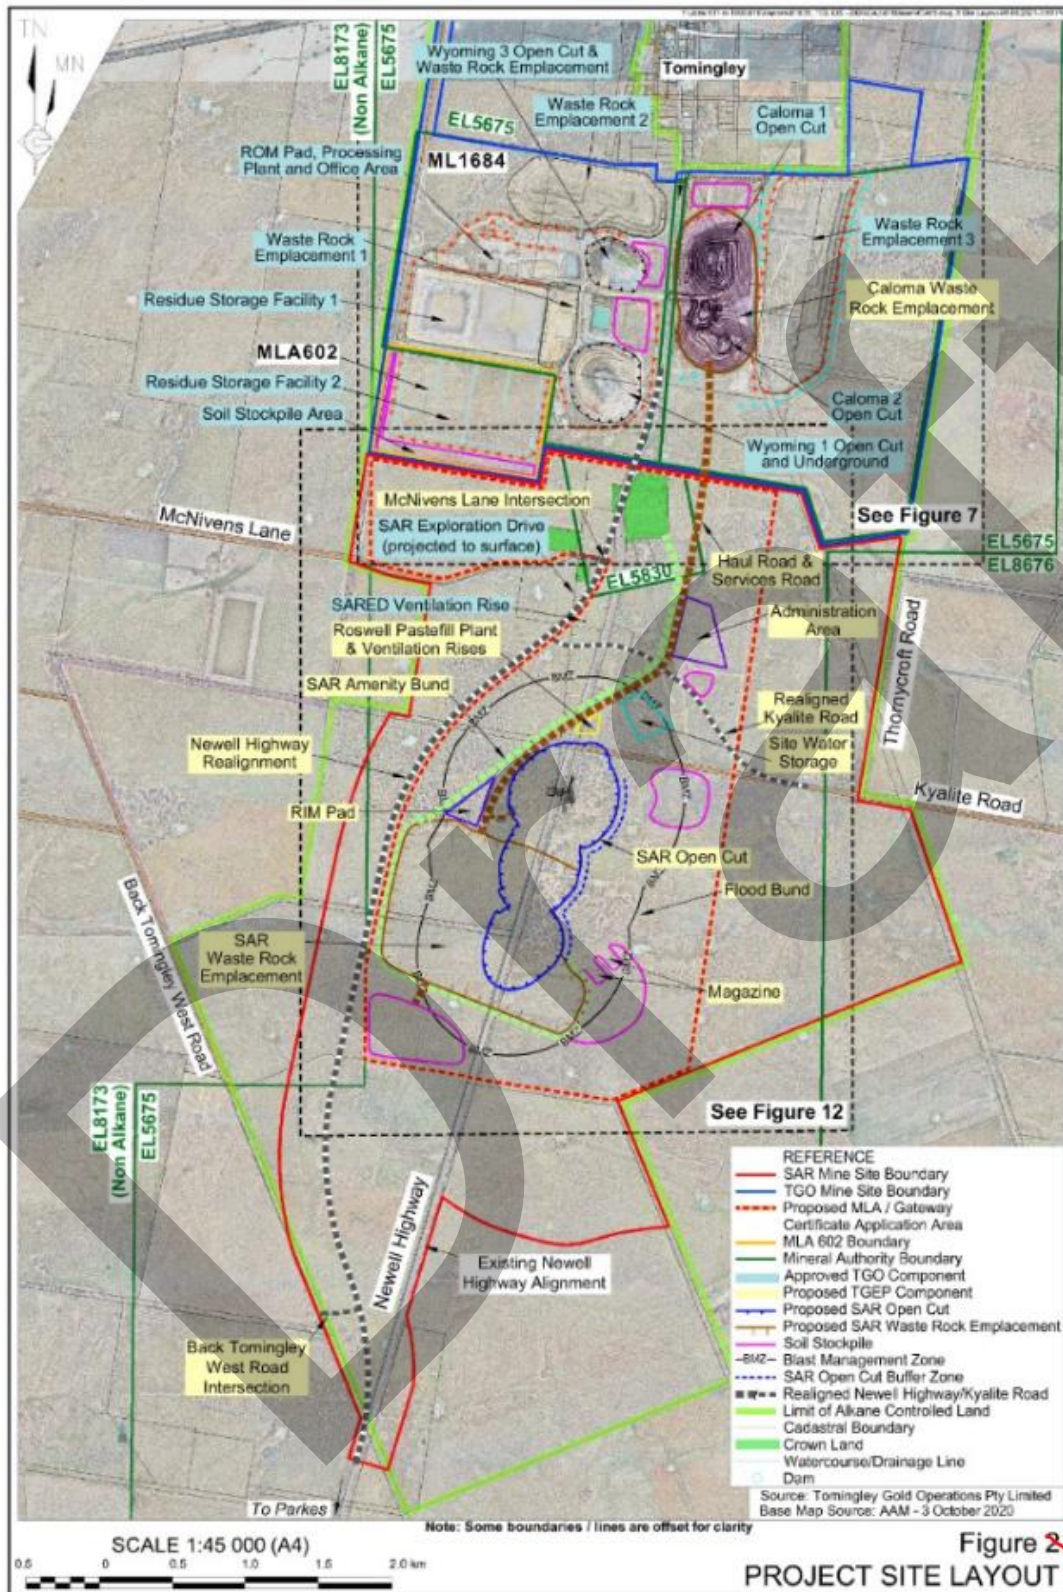 TN
MN
EL8173
(Non Alkane)
EL5675
Wyoming 3 Open Cut &
Waste Rock Emplacement
Tomingley
EL5675
Waste Rock
Emplacement 2
Caloma 1
Open Cut
ROM Pad, Processing
Plant and Office Area
ML1684
Waste Rock
Emplacement 1
Waste Rock
Emplacement 3
Residue Storage Facility 1
Caloma Waste
Rock Emplacement
MLA602
Residue Storage Facility 2
Soil Stockpile Area
Caloma 2
Open Cut
Wyoming 1 Open Cut
and Underground
McNivens Lane
McNivens Lane Intersection
See Figure 7
SAR Exploration Drive
(projected to surface)
EL5675
EL8676
Haul Road &
Services Road
EL5830
SARED Ventilation Rise
Administration
Area
Roswell Pastefill Plant
& Ventilation Rises
Thornycroft Road
SAR Amenity Bund
BMZ
BMZ
Realigned
Kyalite Road
Newell Highway
Realignment
Site Water
Storage
BMZ
Kyalite Road
RIM Pad
SAR Open Cut
BMZ
BMZ
Flood Bund
Back Tomingley West Road
SAR
Waste Rock
Emplacement
BMZ
BMZ
Magazine
BMZ
BMZ
EL8173
(Non Alkane)
EL5675
See Figure 12
Newell Highway
Existing Newell
Highway Alignment
Back Tomingley
West Road
Intersection
To Parkes
REFERENCE
SAR Mine Site Boundary
TGO Mine Site Boundary
Proposed MLA / Gateway
Certificate Application Area
MLA 602 Boundary
Mineral Authority Boundary
Approved TGO Component
Proposed TGEP Component
Proposed SAR Open Cut
Proposed SAR Waste Rock Emplacement
Soil Stockpile
BMZ Blast Management Zone
SAR Open Cut Buffer Zone
Realigned Newell Highway/Kyalite Road
Limit of Alkane Controlled Land
Cadastral Boundary
Crown Land
Watercourse/Drainage Line
Dam
Source: Tomingley Gold Operations Pty Limited
Base Map Source: AAM - 3 October 2020
Note: Some boundaries / lines are offset for clarity
SCALE 1:45 000 (A4)
0.5 0 0.5 1.0 1.5 2.0 km
Figure 2
PROJECT SITE LAYOUT